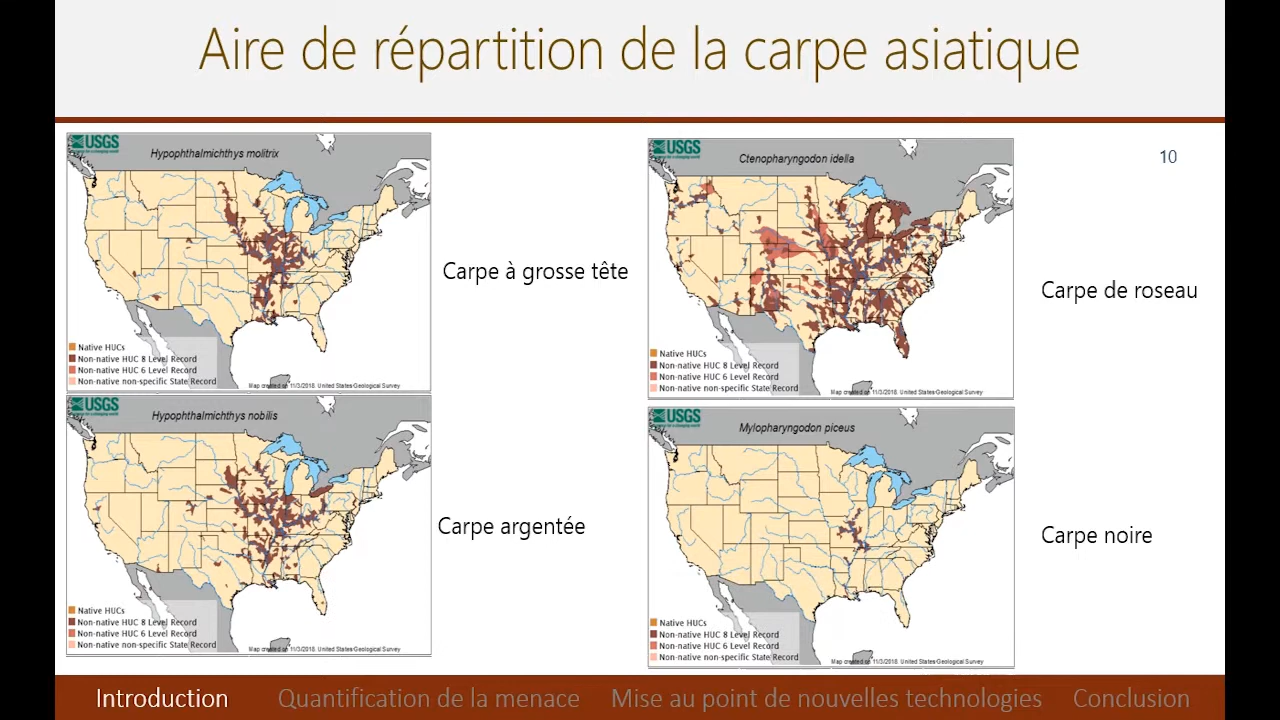 Aire de répartition de la carpe asiatique
10
USGS
Hypophthalmichthys molitrix
Native HUCs
Non-native HUC 8 Level Record
Non-native HUC 6 Level Record
Non-native non-specific State Record
Map created on 11/3/2018. United States Geological Survey
Carpe à grosse tête
USGS
Ctenopharyngodon idella
Native HUCs
Non-native HUC 8 Level Record
Non-native HUC 6 Level Record
Non-native non-specific State Record
Map created on 11/3/2018. United States Geological Survey
Carpe de roseau
USGS
Hypophthalmichthys nobilis
Native HUCs
Non-native HUC 8 Level Record
Non-native HUC 6 Level Record
Non-native non-specific State Record
Map created on 11/3/2018. United States Geological Survey
Carpe argentée
USGS
Mylopharyngodon piceus
Native HUCs
Non-native HUC 8 Level Record
Non-native HUC 6 Level Record
Non-native non-specific State Record
Map created on 11/3/2018. United States Geological Survey
Carpe noire
Introduction Quantification de la menace Mise au point de nouvelles technologies Conclusion